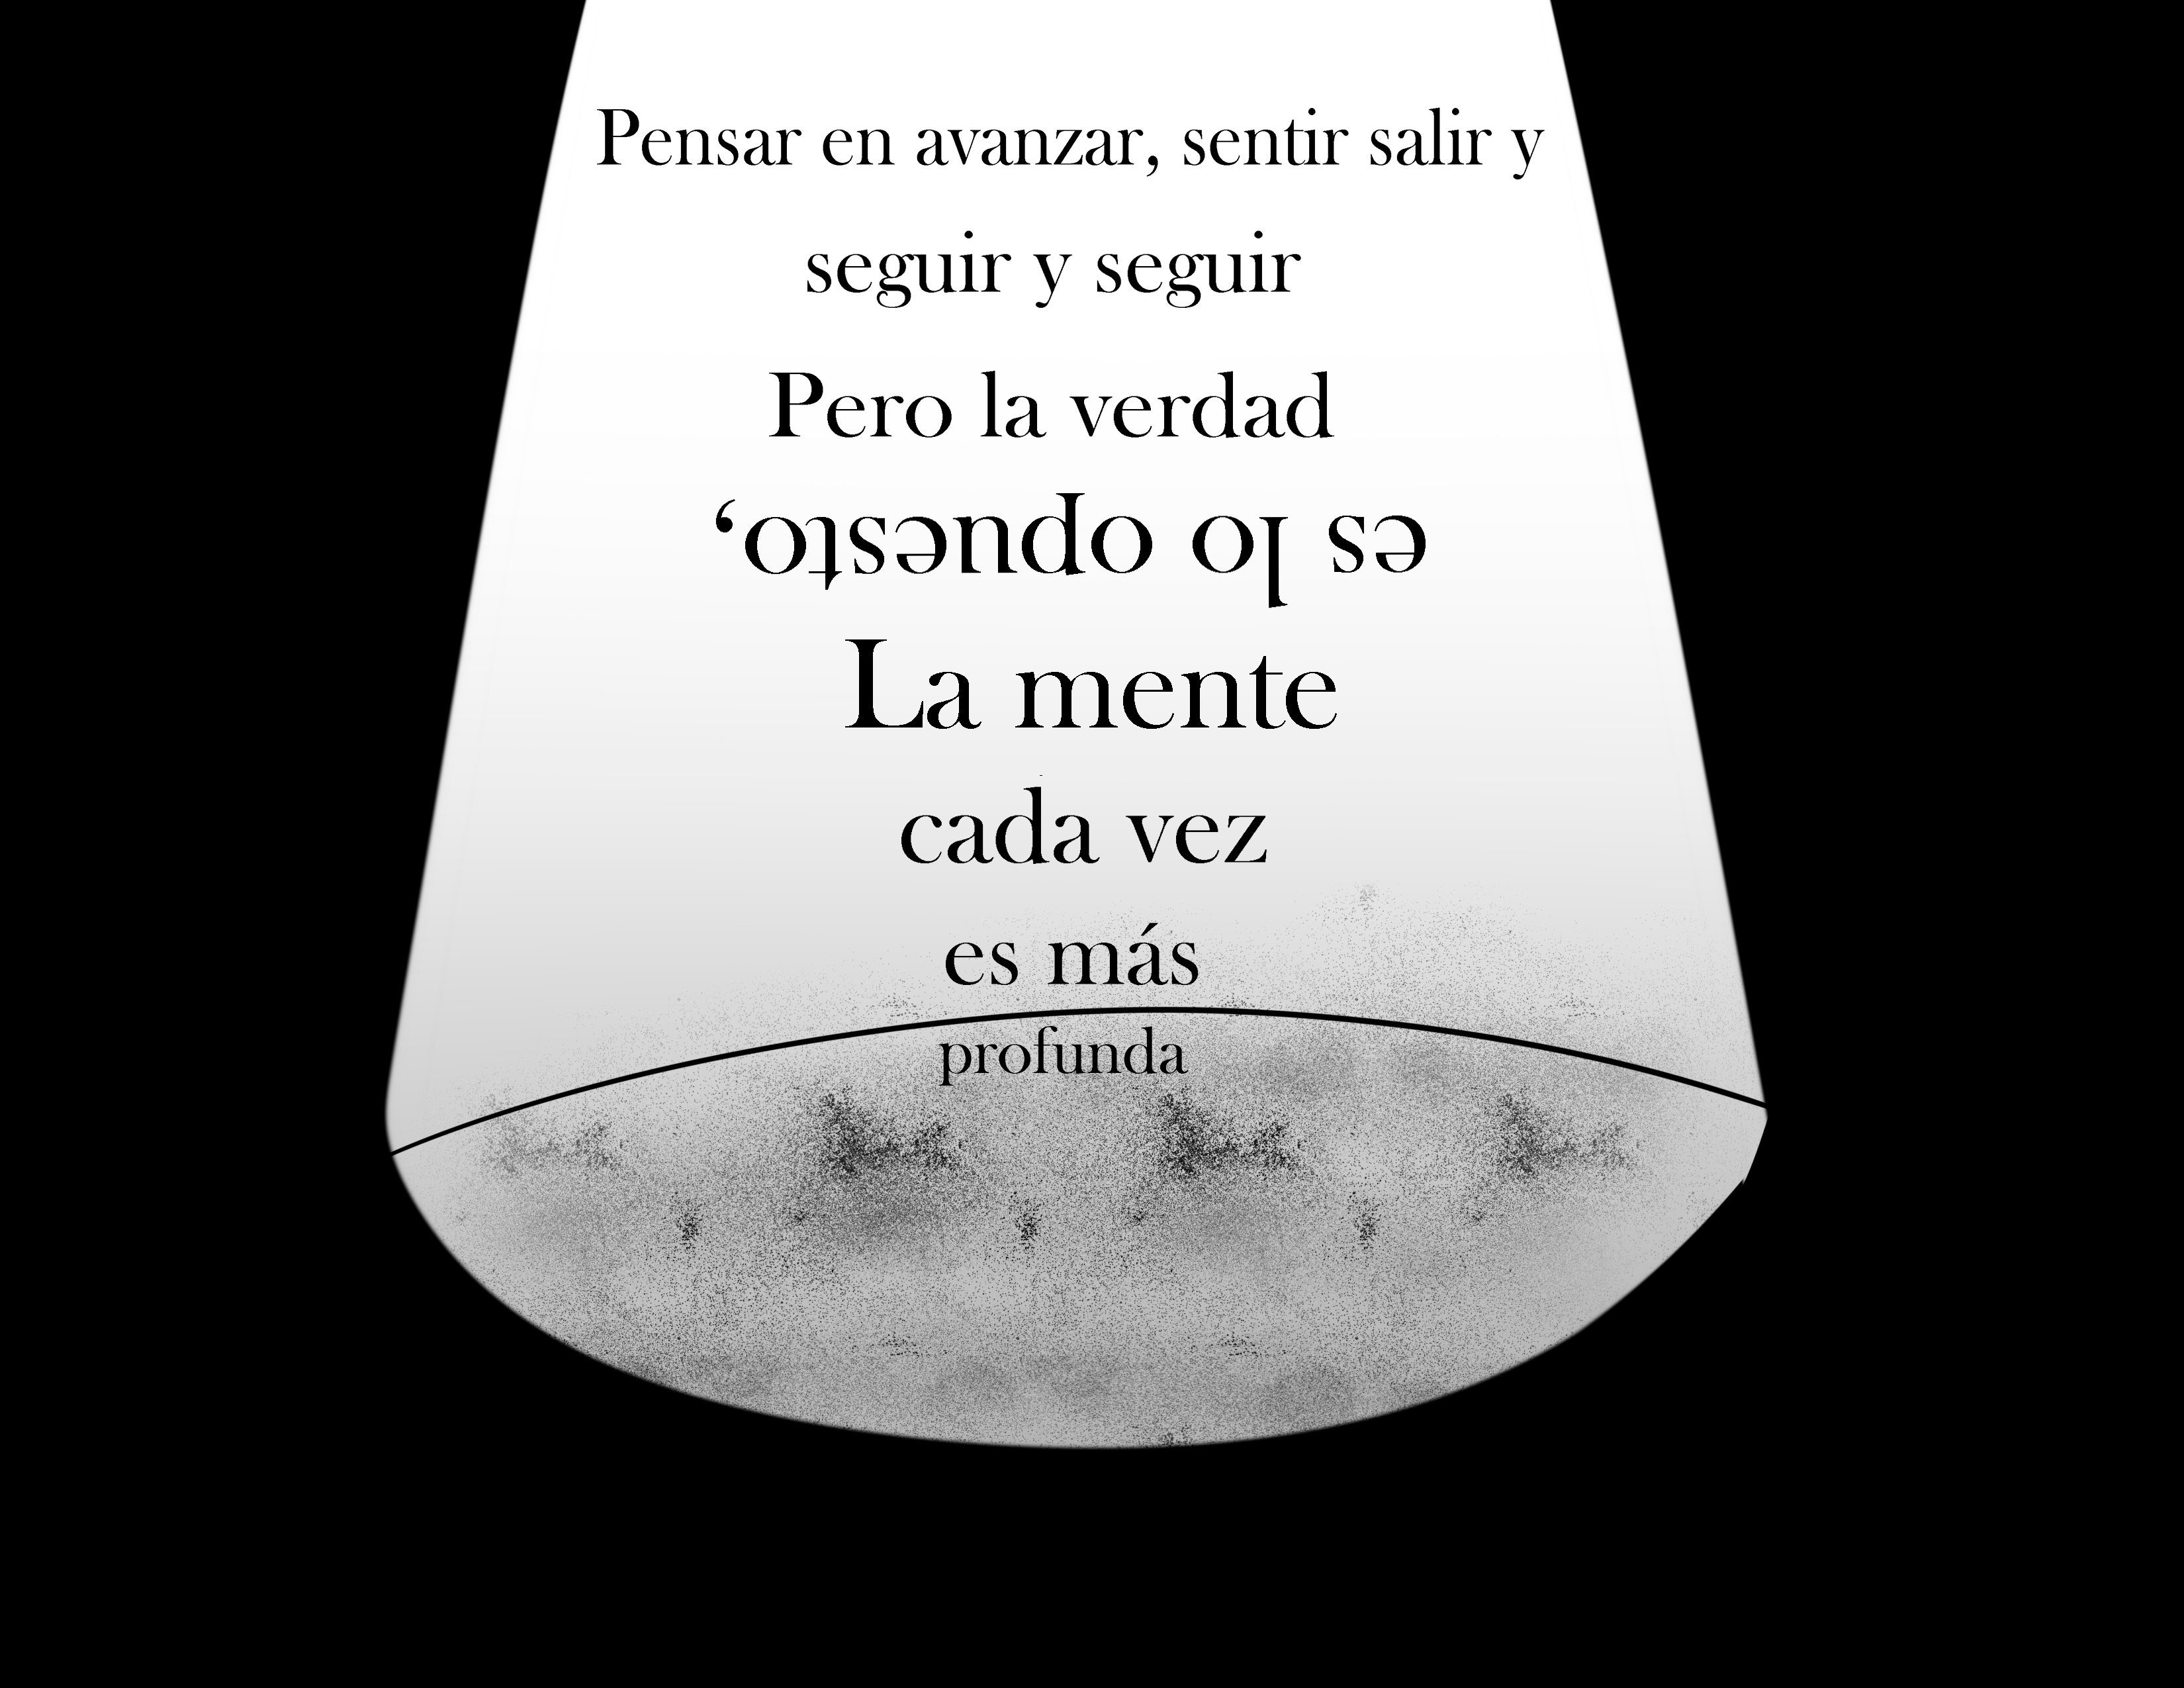 Pensar en avanzar, sentir salir y
seguir y seguir
Pero la verdad
es lo opuesto,
La mente
cada vez
es más
profunda